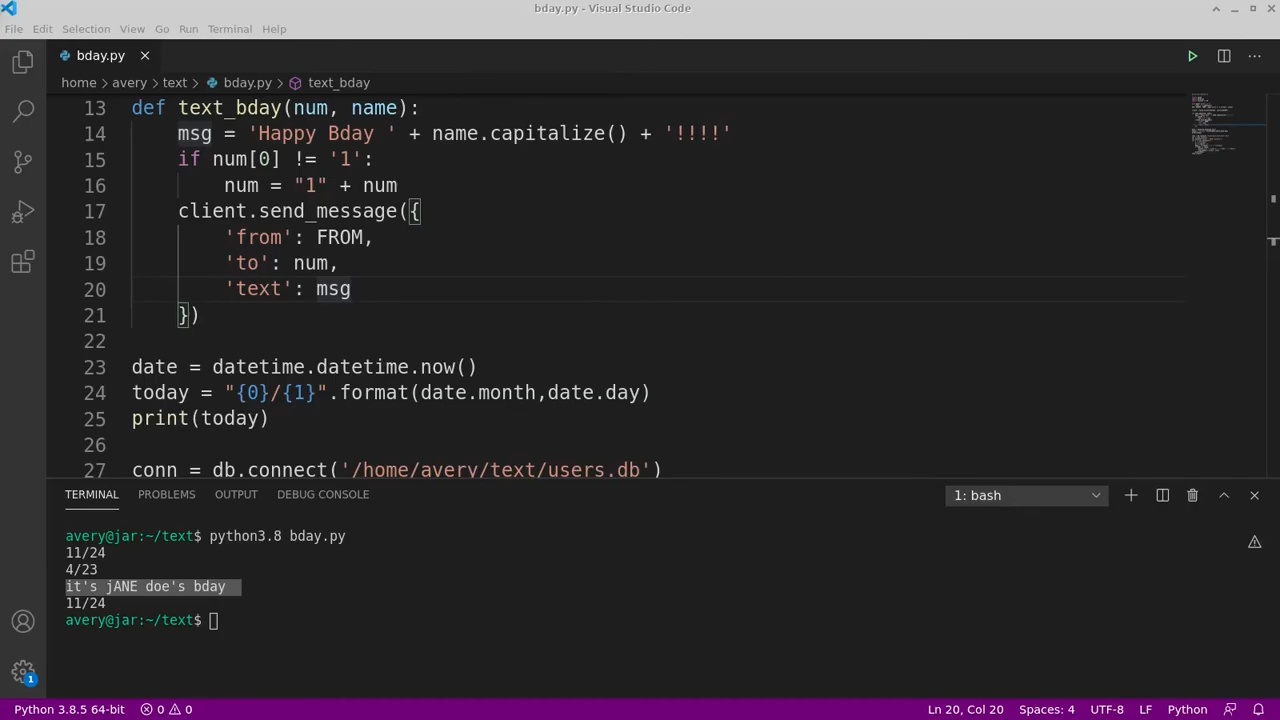 bday.py - Visual Studio Code
File Edit Selection View Go Run Terminal Help
bday.py
home > avery > text > bday.py > text_bday
13 def text_bday(num, name):
14 msg = 'Happy Bday ' + name.capitalize() + '!!!!'
15 if num[0] != '1':
16 num = "1" + num
17 client.send_message({
18 'from': FROM,
19 'to': num,
20 'text': msg
21 })
22
23 date = datetime.datetime.now()
24 today = "{0}/{1}".format(date.month,date.day)
25 print(today)
26
27 conn = db.connect('/home/avery/text/users.db')
TERMINAL PROBLEMS OUTPUT DEBUG CONSOLE 1: bash
avery@jar:~/text$ python3.8 bday.py
11/24
4/23
it's jANE doe's bday
11/24
avery@jar:~/text$
1
Python 3.8.5 64-bit 0 0 Ln 20, Col 20 Spaces: 4 UTF-8 LF Python